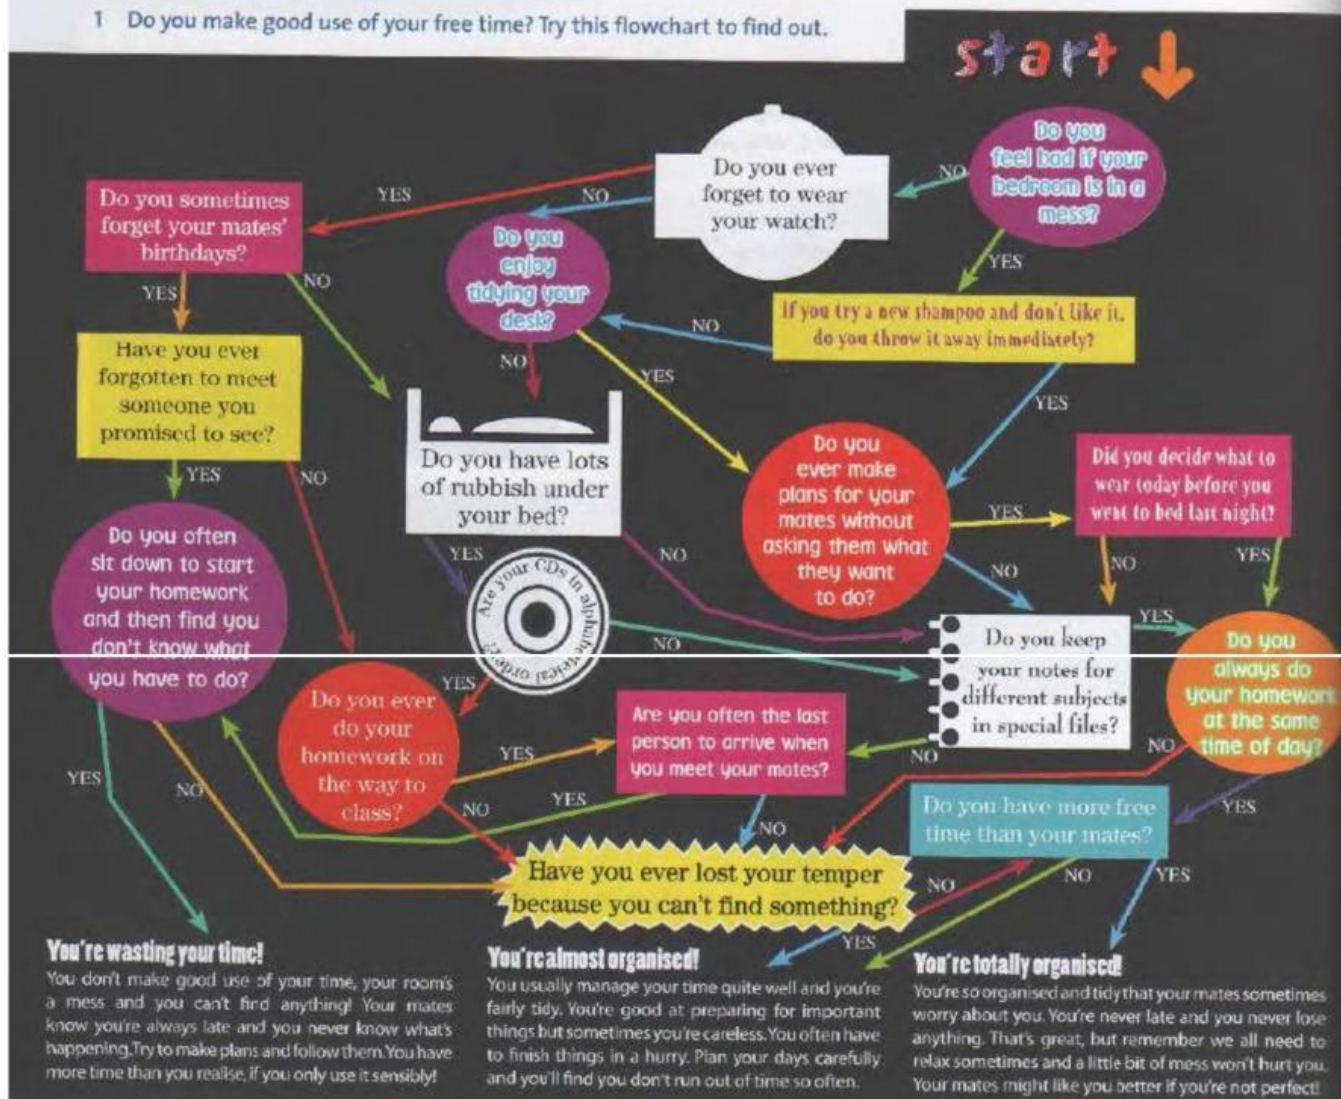 1 Do you make good use of your free time? Try this flowchart to find out.
start
Do you
feel bad if your
bedroom is in a
mess?
NO
YES
Do you ever
forget to wear
your watch?
YES
NO
Do you sometimes
forget your mates'
birthdays?
YES
NO
Do you
enjoy
tidying your
desk?
NO
YES
If you try a new shampoo and don't like it,
do you throw it away immediately?
NO
YES
Have you ever
forgotten to meet
someone you
promised to see?
YES
NO
Do you have lots
of rubbish under
your bed?
YES
NO
Do you
ever make
plans for your
mates without
asking them what
they want
to do?
YES
NO
Did you decide what to
wear today before you
went to bed last night?
NO
YES
Do you often
sit down to start
your homework
and then find you
don't know what
you have to do?
YES
NO
Are your CDs in alphabetical order?
NO
YES
Do you keep
your notes for
different subjects
in special files?
YES
NO
Do you
always do
your homework
at the same
time of day?
NO
YES
Do you ever
do your
homework on
the way to
class?
YES
NO
Are you often the last
person to arrive when
you meet your mates?
YES
NO
Do you have more free
time than your mates?
NO
YES
Have you ever lost your temper
because you can't find something?
NO
YES
You're wasting your time!
You don't make good use of your time, your room's
a mess and you can't find anything! Your mates
know you're always late and you never know what's
happening. Try to make plans and follow them. You have
more time than you realise, if you only use it sensibly!
You're almost organised!
You usually manage your time quite well and you're
fairly tidy. You're good at preparing for important
things but sometimes you're careless. You often have
to finish things in a hurry. Plan your days carefully
and you'll find you don't run out of time so often.
You're totally organised!
You're so organised and tidy that your mates sometimes
worry about you. You're never late and you never lose
anything. That's great, but remember we all need to
relax sometimes and a little bit of mess won't hurt you.
Your mates might like you better if you're not perfect!